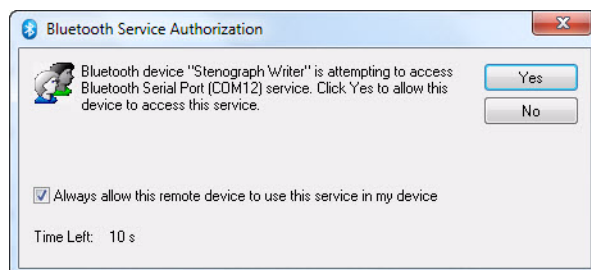 Bluetooth Service Authorization
Bluetooth device "Stenograph Writer" is attempting to access
Bluetooth Serial Port (COM12) service. Click Yes to allow this
device to access this service.
Yes
No
Always allow this remote device to use this service in my device
Time Left: 10 s